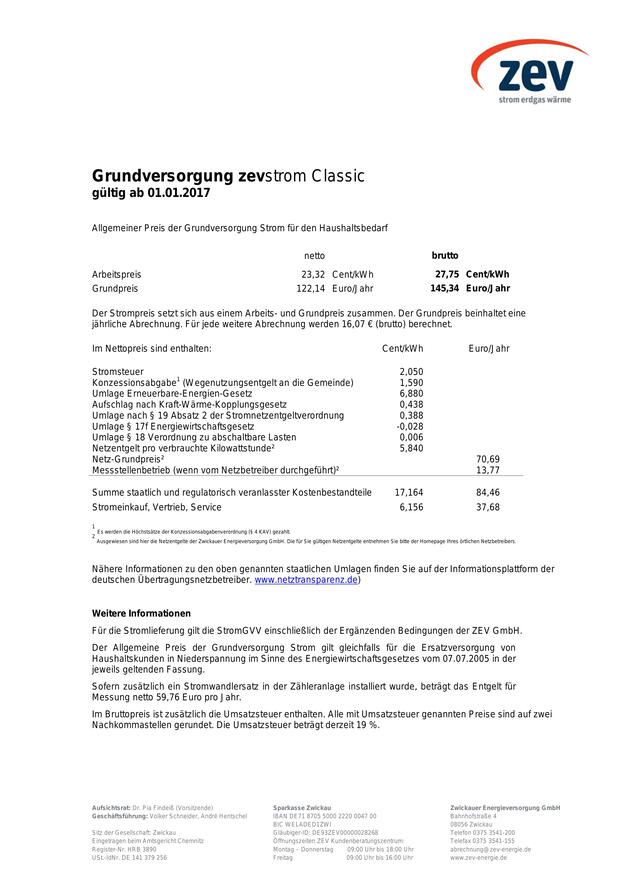 zev
strom erdgas wärme
Grundversorgung zevstrom Classic
gültig ab 01.01.2017
Allgemeiner Preis der Grundversorgung Strom für den Haushaltsbedarf
netto brutto
Arbeitspreis 23,32 Cent/kWh 27,75 Cent/kWh
Grundpreis 122,14 Euro/Jahr 145,34 Euro/Jahr
Der Strompreis setzt sich aus einem Arbeits- und Grundpreis zusammen. Der Grundpreis beinhaltet eine
jährliche Abrechnung. Für jede weitere Abrechnung werden 16,07 € (brutto) berechnet.
Im Nettopreis sind enthalten: Cent/kWh Euro/Jahr
Stromsteuer 2,050
Konzessionsabgabe¹ (Wegenutzungsentgelt an die Gemeinde) 1,590
Umlage Erneuerbare-Energien-Gesetz 6,880
Aufschlag nach Kraft-Wärme-Kopplungsgesetz 0,438
Umlage nach § 19 Absatz 2 der Stromnetzentgeltverordnung 0,388
Umlage § 17f Energiewirtschaftsgesetz -0,028
Umlage § 18 Verordnung zu abschaltbare Lasten 0,006
Netzentgelt pro verbrauchte Kilowattstunde² 5,840
Netz-Grundpreis² 70,69
Messstellenbetrieb (wenn vom Netzbetreiber durchgeführt)² 13,77
Summe staatlich und regulatorisch veranlasster Kostenbestandteile 17,164 84,46
Stromeinkauf, Vertrieb, Service 6,156 37,68
1 Es werden die Höchstsätze der Konzessionsabgabenverordnung (§ 4 KAV) gezahlt.
2 Ausgewiesen sind hier die Netzentgelte der Zwickauer Energieversorgung GmbH. Die für Sie gültigen Netzentgelte entnehmen Sie bitte der Homepage Ihres örtlichen Netzbetreibers.
Nähere Informationen zu den oben genannten staatlichen Umlagen finden Sie auf der Informationsplattform der
deutschen Übertragungsnetzbetreiber. www.netztransparenz.de)
Weitere Informationen
Für die Stromlieferung gilt die StromGVV einschließlich der Ergänzenden Bedingungen der ZEV GmbH.
Der Allgemeine Preis der Grundversorgung Strom gilt gleichfalls für die Ersatzversorgung von
Haushaltskunden in Niederspannung im Sinne des Energiewirtschaftsgesetzes vom 07.07.2005 in der
jeweils geltenden Fassung.
Sofern zusätzlich ein Stromwandlersatz in der Zähleranlage installiert wurde, beträgt das Entgelt für
Messung netto 59,76 Euro pro Jahr.
Im Bruttopreis ist zusätzlich die Umsatzsteuer enthalten. Alle mit Umsatzsteuer genannten Preise sind auf zwei
Nachkommastellen gerundet. Die Umsatzsteuer beträgt derzeit 19 %.
Aufsichtsrat: Dr. Pia Findeiß (Vorsitzende)
Geschäftsführung: Volker Schneider, André Hentschel
Sitz der Gesellschaft: Zwickau
Eingetragen beim Amtsgericht Chemnitz
Register-Nr. HRB 3890
USt.-IdNr. DE 141 379 256
Sparkasse Zwickau
IBAN DE71 8705 5000 2220 0047 00
BIC WELADED1ZWI
Gläubiger-ID: DE93ZEV00000028268
Öffnungszeiten ZEV Kundenberatungszentrum:
Montag – Donnerstag 09:00 Uhr bis 18:00 Uhr
Freitag 09:00 Uhr bis 16:00 Uhr
Zwickauer Energieversorgung GmbH
Bahnhofstraße 4
08056 Zwickau
Telefon 0375 3541-200
Telefax 0375 3541-155
abrechnung@zev-energie.de
www.zev-energie.de